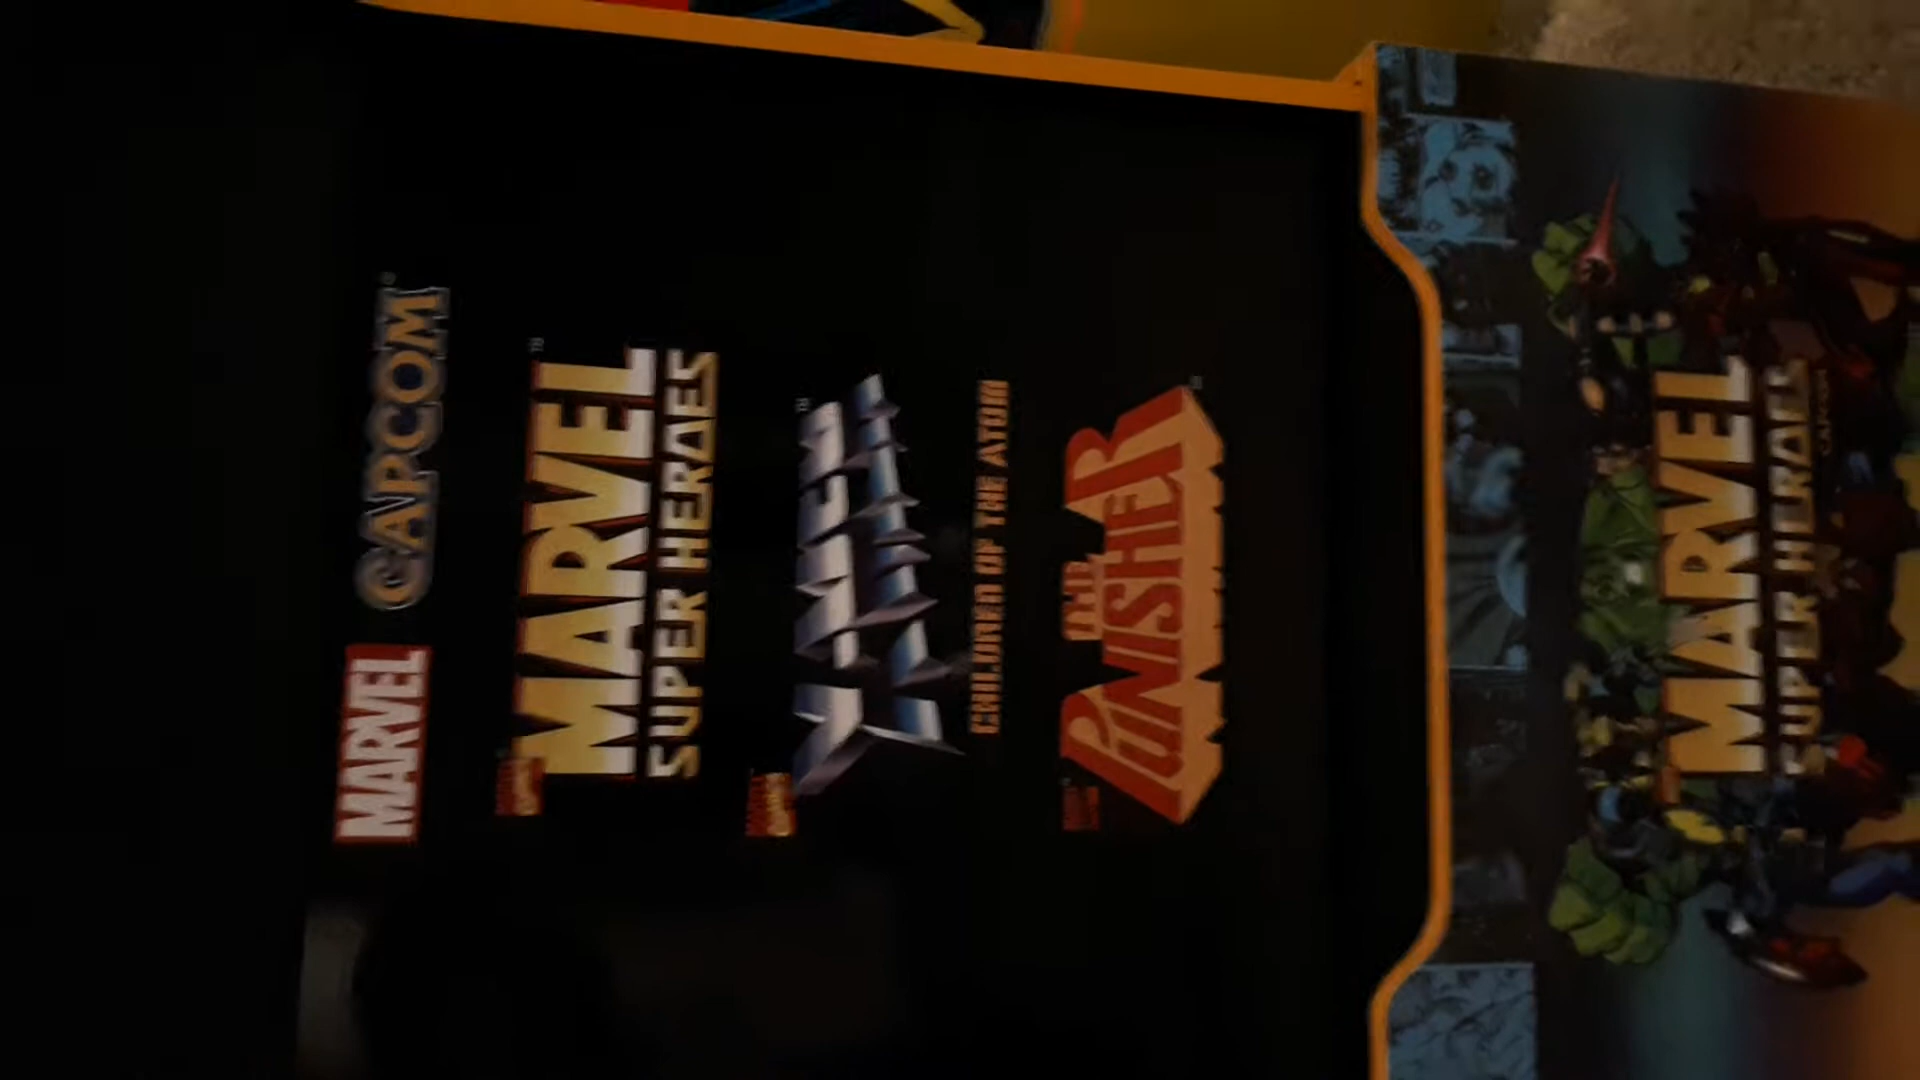 MARVEL CAPCOM
MARVEL
SUPER HEROES
X-MEN
CHILDREN OF THE ATOM
THE
PUNISHER
MARVEL
SUPER HEROES